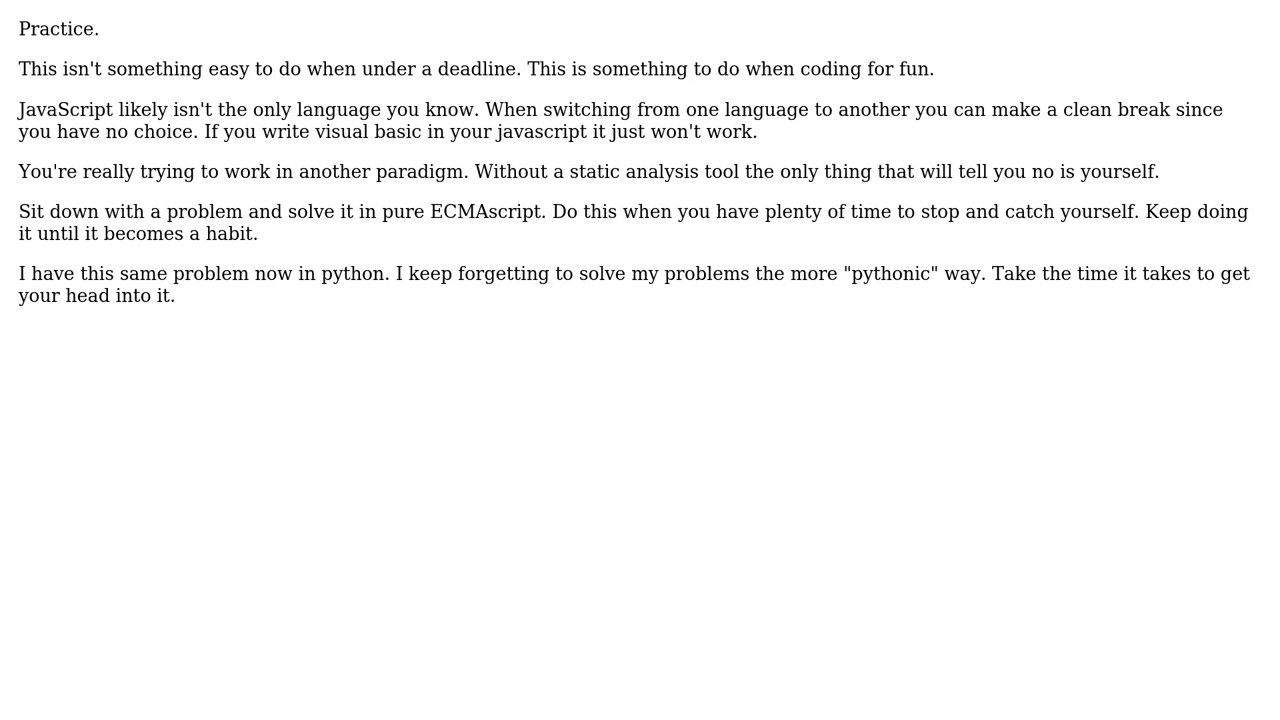 Practice.
This isn't something easy to do when under a deadline. This is something to do when coding for fun.
JavaScript likely isn't the only language you know. When switching from one language to another you can make a clean break since
you have no choice. If you write visual basic in your javascript it just won't work.
You're really trying to work in another paradigm. Without a static analysis tool the only thing that will tell you no is yourself.
Sit down with a problem and solve it in pure ECMAscript. Do this when you have plenty of time to stop and catch yourself. Keep doing
it until it becomes a habit.
I have this same problem now in python. I keep forgetting to solve my problems the more "pythonic" way. Take the time it takes to get
your head into it.